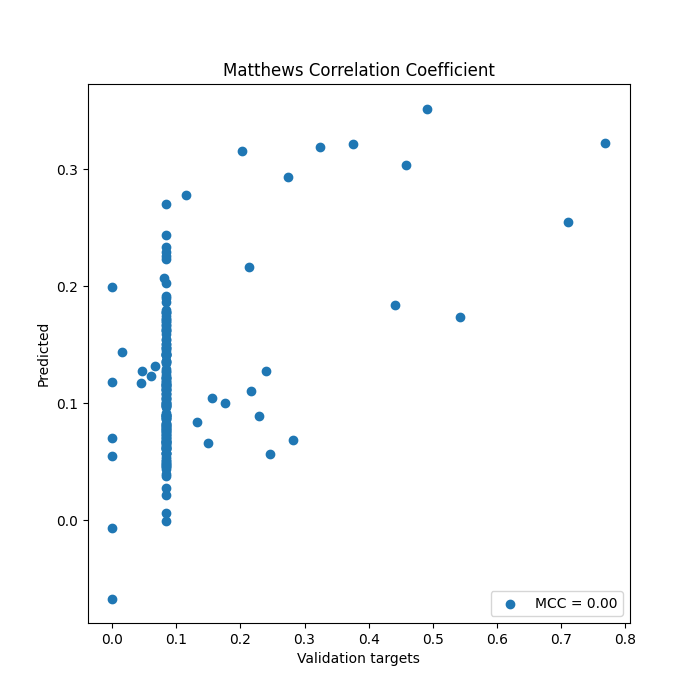 Matthews Correlation Coefficient
Predicted
0.3
0.2
0.1
0.0
MCC = 0.00
0.0 0.1 0.2 0.3 0.4 0.5 0.6 0.7 0.8
Validation targets